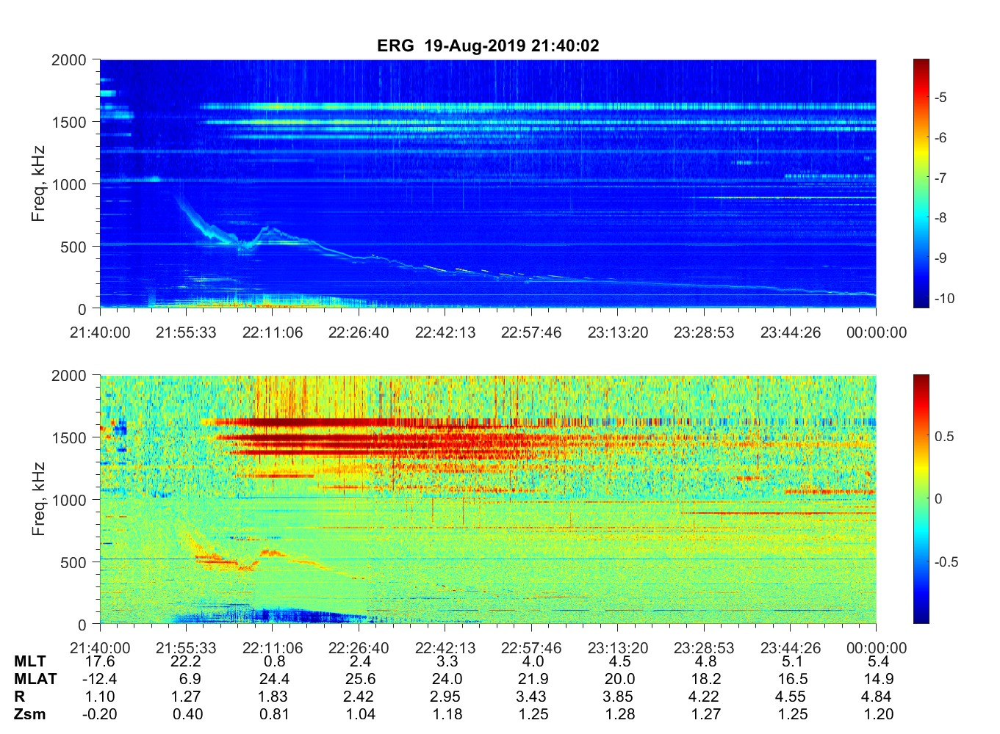 ERG  19-Aug-2019 21:40:02
2000
1500
1000
500
0
Freq, kHz
-5
-6
-7
-8
-9
-10
21:40:00 21:55:33 22:11:06 22:26:40 22:42:13 22:57:46 23:13:20 23:28:53 23:44:26 00:00:00
2000
1500
1000
500
0
Freq, kHz
0.5
0
-0.5
21:40:00 21:55:33 22:11:06 22:26:40 22:42:13 22:57:46 23:13:20 23:28:53 23:44:26 00:00:00
MLT 17.6 22.2 0.8 2.4 3.3 4.0 4.5 4.8 5.1 5.4
MLAT -12.4 6.9 24.4 25.6 24.0 21.9 20.0 18.2 16.5 14.9
R 1.10 1.27 1.83 2.42 2.95 3.43 3.85 4.22 4.55 4.84
Zsm -0.20 0.40 0.81 1.04 1.18 1.25 1.28 1.27 1.25 1.20